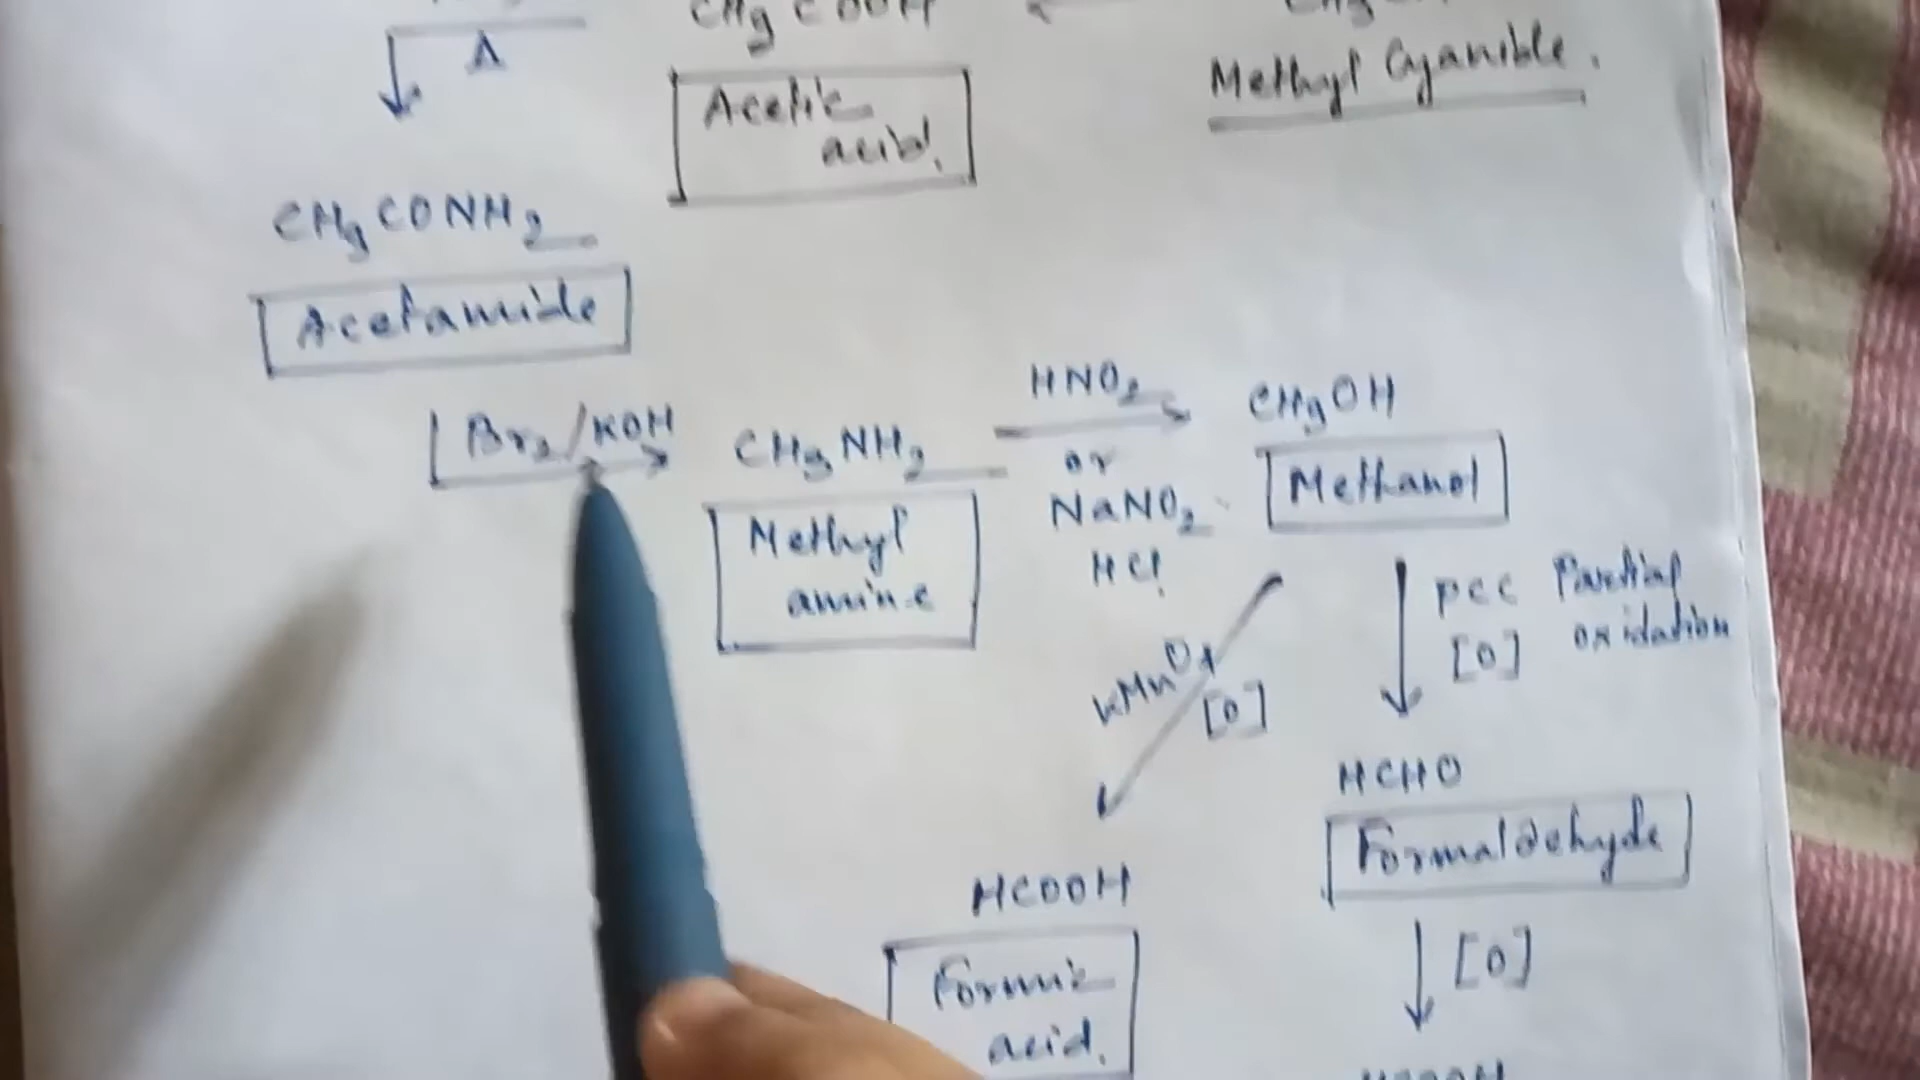 CH3COOH
Δ
Methyl Cyanible.
Acetic
acid.
CH3CONH2
Acetamide
Br2/KOH
CH3NH2
Methyl
amine
HNO2
or
NaNO2
HCl
CH3OH
Methanol
PCC Partial
[O] oxidation
KMnO4
[O]
HCHO
Formaldehyde
[O]
HCOOH
Formic
acid.